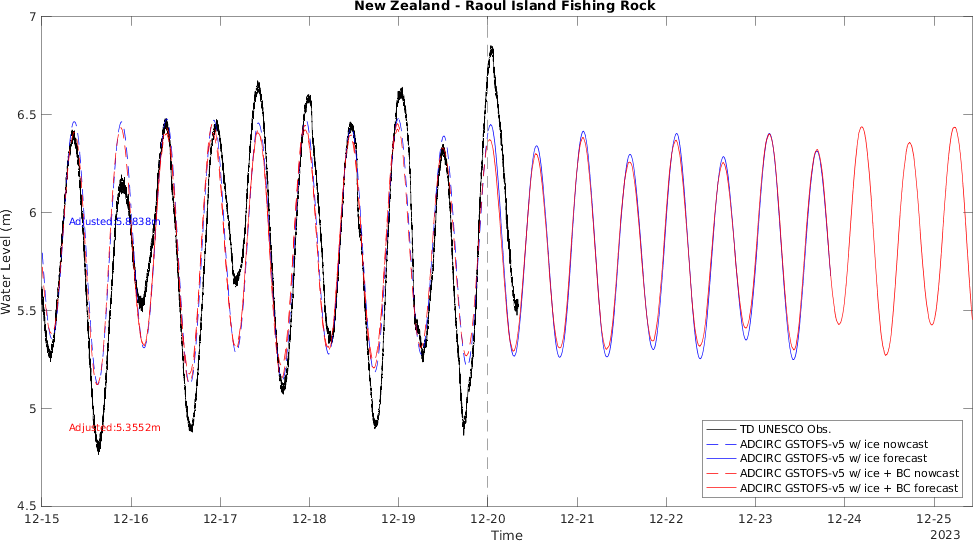 New Zealand - Raoul Island Fishing Rock
7
6.5
6
5.5
5
4.5
Water Level (m)
Adjusted:5.8838m
Adjusted:5.3552m
TD UNESCO Obs.
ADCIRC GSTOFS-v5 w/ ice nowcast
ADCIRC GSTOFS-v5 w/ ice forecast
ADCIRC GSTOFS-v5 w/ ice + BC nowcast
ADCIRC GSTOFS-v5 w/ ice + BC forecast
12-15 12-16 12-17 12-18 12-19 12-20 12-21 12-22 12-23 12-24 12-25
Time
2023